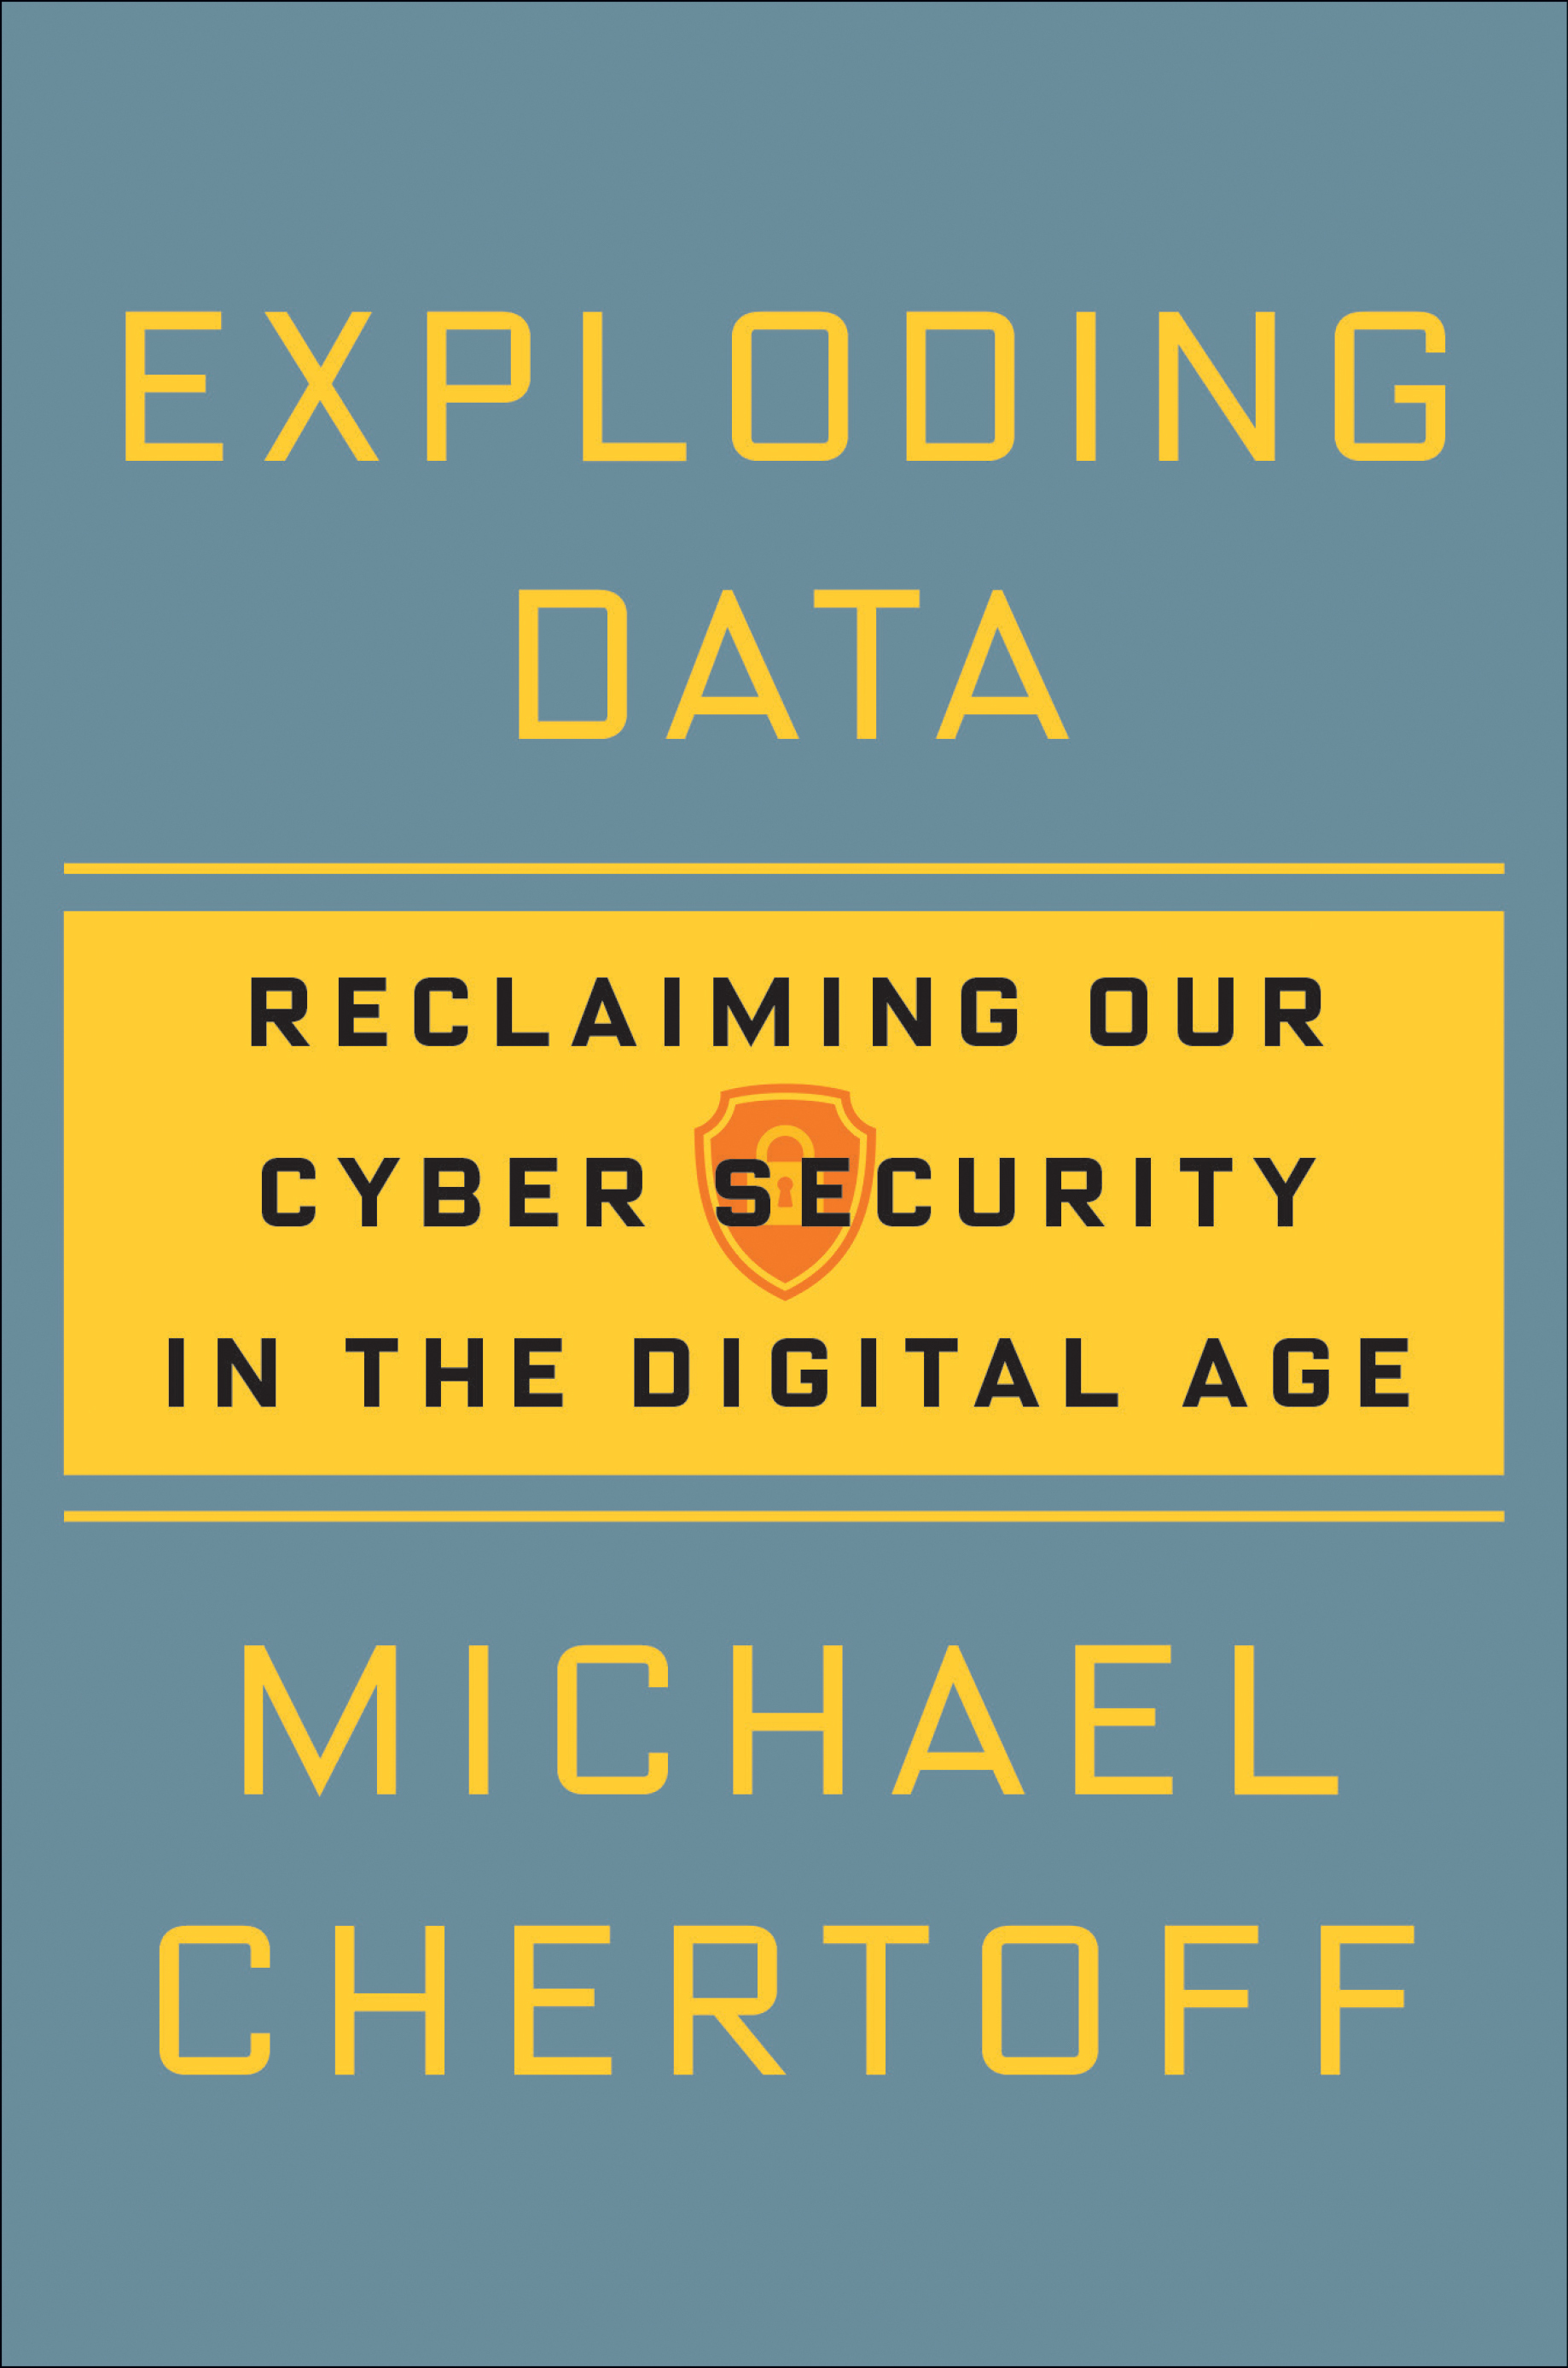 EXPLODING
DATA
RECLAIMING OUR
CYBER SECURITY
IN THE DIGITAL AGE
MICHAEL
CHERTOFF